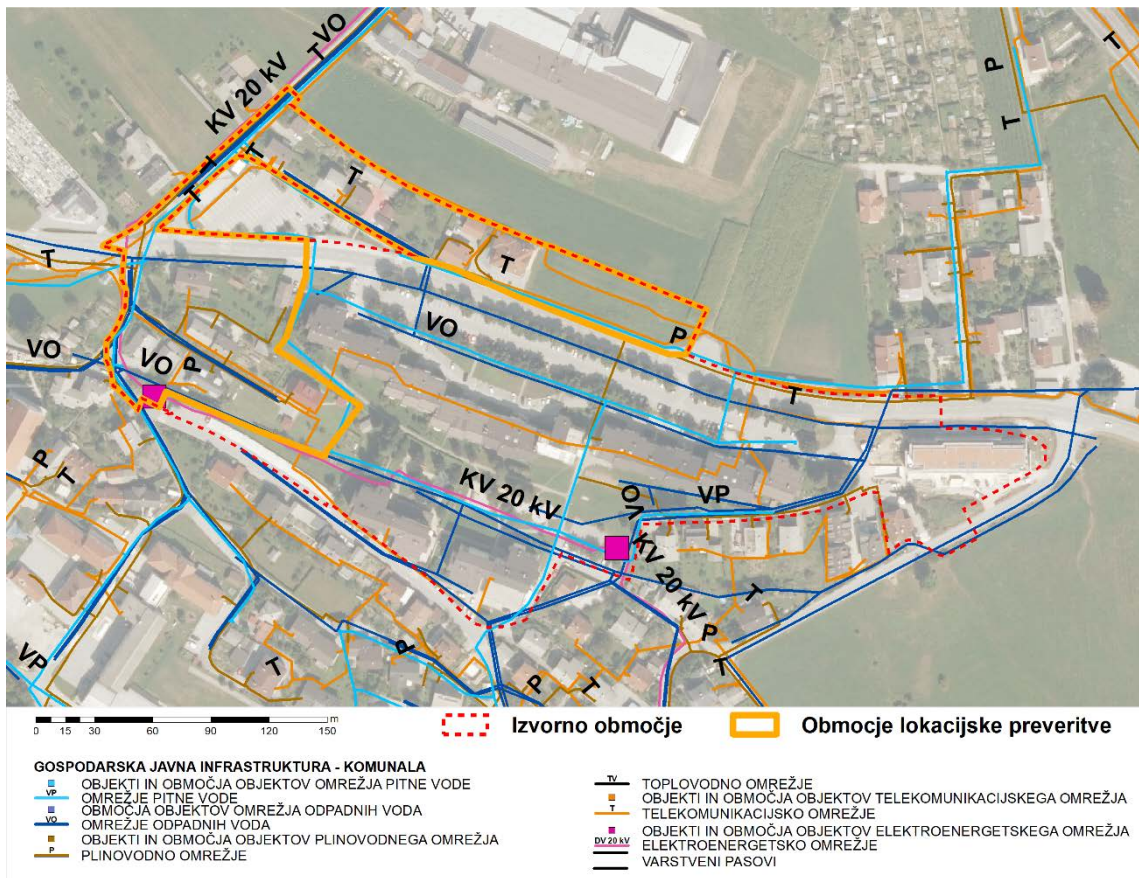 VO
T
KV 20 kV
P
T
T
T
T
T
T
T
T
VO
P
VO
VO
P
T
P
T
KV 20 kV
VO
VP
KV 20 kV
T
P
T
P
T
VP
T
P
P
T
0 15 30 60 90 120 150 m
Izvorno območje
Obmocje lokacijske preveritve
GOSPODARSKA JAVNA INFRASTRUKTURA - KOMUNALA
OBJEKTI IN OBMOČJA OBJEKTOV OMREŽJA PITNE VODE
VP OMREŽJE PITNE VODE
OBMOČJA OBJEKTOV OMREŽJA ODPADNIH VODA
VO OMREŽJE ODPADNIH VODA
OBJEKTI IN OBMOČJA OBJEKTOV PLINOVODNEGA OMREŽJA
P PLINOVODNO OMREŽJE
TV TOPLOVODNO OMREŽJE
OBJEKTI IN OBMOČJA OBJEKTOV TELEKOMUNIKACIJSKEGA OMREŽJA
T TELEKOMUNIKACIJSKO OMREŽJE
OBJEKTI IN OBMOČJA OBJEKTOV ELEKTROENERGETSKEGA OMREŽJA
DV 20 kV ELEKTROENERGETSKO OMREŽJE
VARSTVENI PASOVI